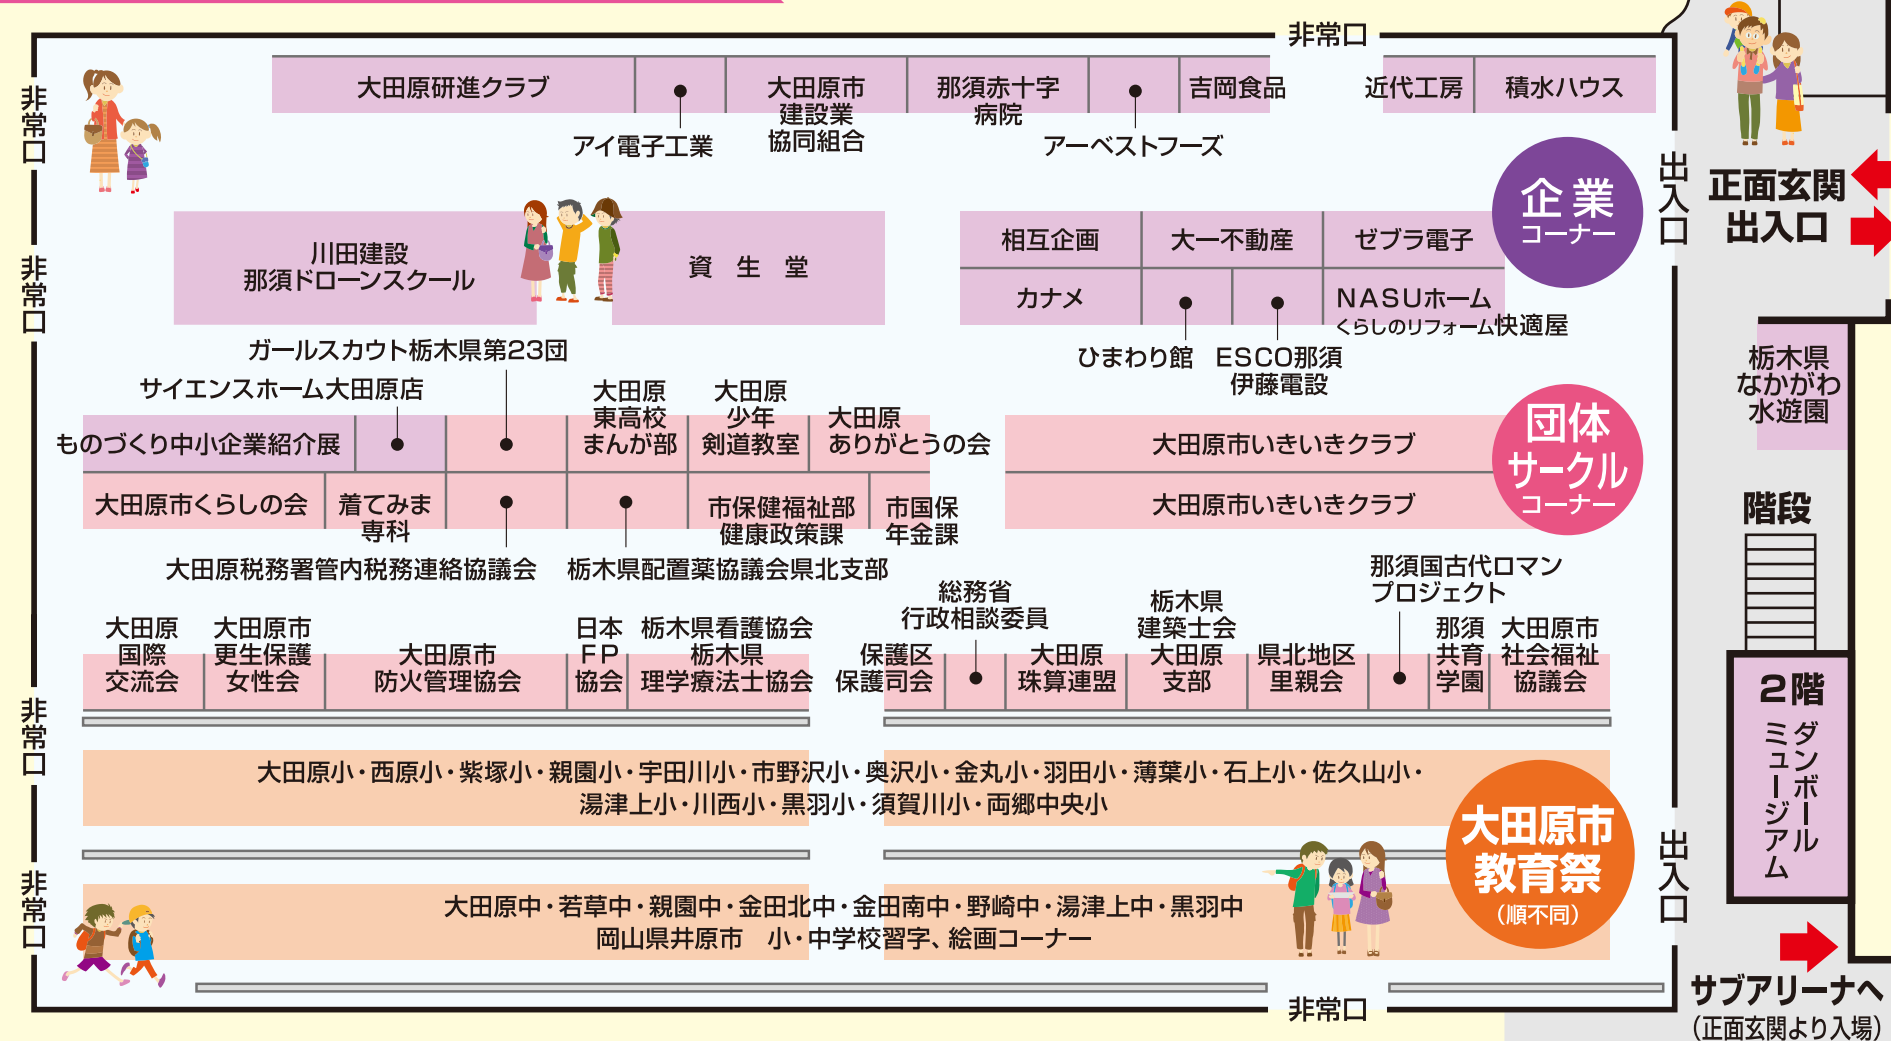 非常口
非常口
大田原研進クラブ
アイ電子工業
大田原市
建設業
協同組合
那須赤十字
病院
アーベストフーズ
吉岡食品
近代工房
積水ハウス
企業
コーナー
出入口
正面玄関
出入口
非常口
川田建設
那須ドローンスクール
資 生 堂
相互企画
大一不動産
ゼブラ電子
カナメ
ひまわり館
ESCO那須
伊藤電設
NASUホーム
くらしのリフォーム快適屋
栃木県
なかがわ
水遊園
ガールスカウト栃木県第23団
サイエンスホーム大田原店
ものづくり中小企業紹介展
大田原
東高校
まんが部
大田原
少年
剣道教室
大田原
ありがとうの会
大田原市いきいきクラブ
団体
サークル
コーナー
大田原市くらしの会
着てみま
専科
市保健福祉部
健康政策課
市国保
年金課
大田原市いきいきクラブ
大田原税務署管内税務連絡協議会
栃木県配置薬協議会県北支部
階段
大田原
国際
交流会
大田原市
更生保護
女性会
大田原市
防火管理協会
日本
FP
協会
栃木県看護協会
栃木県
理学療法士協会
保護区
保護司会
総務省
行政相談委員
大田原
珠算連盟
栃木県
建築士会
大田原
支部
県北地区
里親会
那須国古代ロマン
プロジェクト
那須
共育
学園
大田原市
社会福祉
協議会
非常口
2階
ダンボール
ミュージアム
大田原小・西原小・紫塚小・親園小・宇田川小・市野沢小・奥沢小・金丸小・羽田小・薄葉小・石上小・佐久山小・
湯津上小・川西小・黒羽小・須賀川小・両郷中央小
大田原市
教育祭
（順不同）
出入口
非常口
大田原中・若草中・親園中・金田北中・金田南中・野崎中・湯津上中・黒羽中
岡山県井原市　小・中学校習字、絵画コーナー
非常口
サブアリーナへ
（正面玄関より入場）